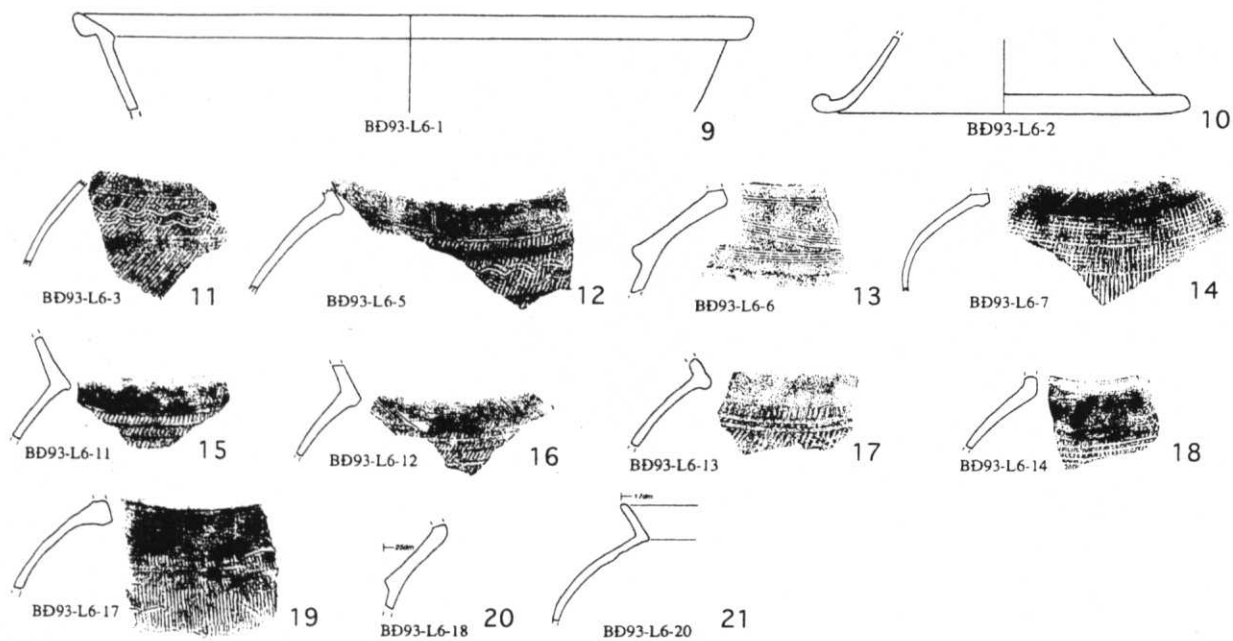 BĐ93-L6-1 9
BĐ93-L6-2 10
BĐ93-L6-3 11
BĐ93-L6-5 12
BĐ93-L6-6 13
BĐ93-L6-7 14
BĐ93-L6-11 15
BĐ93-L6-12 16
BĐ93-L6-13 17
BĐ93-L6-14 18
BĐ93-L6-17 19
BĐ93-L6-18 20
BĐ93-L6-20 21